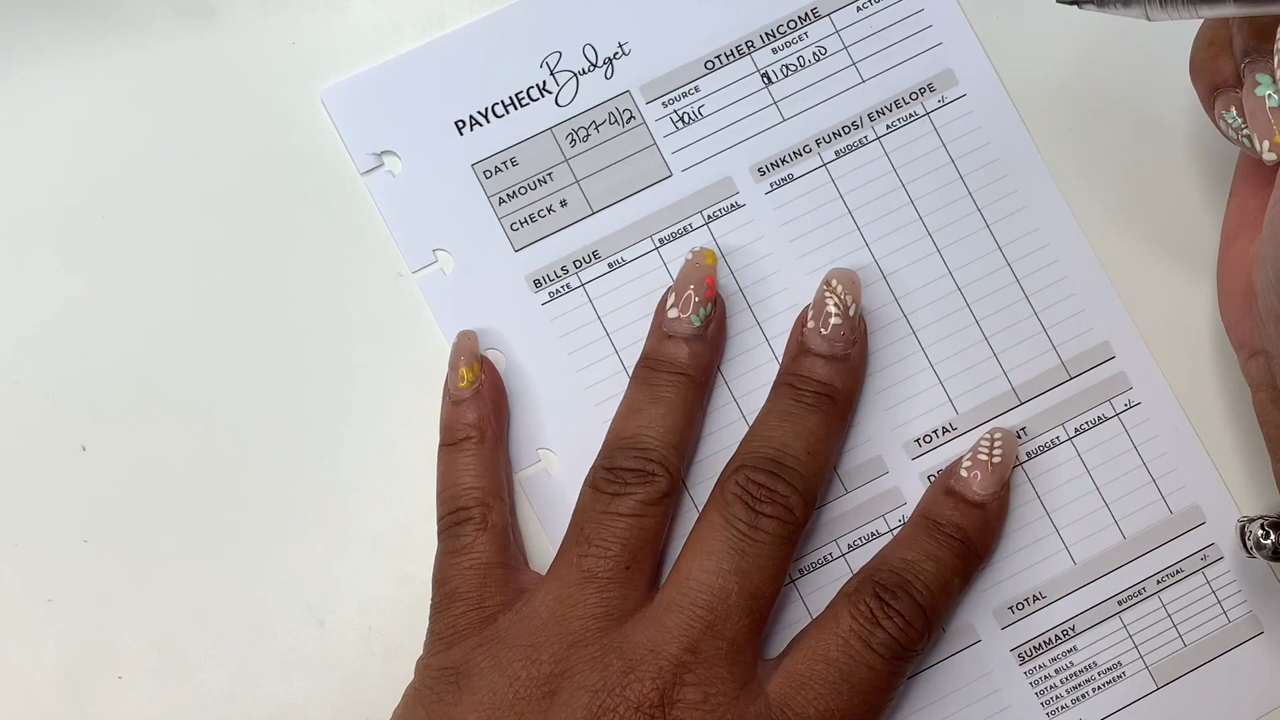 PAYCHECK Budget
DATE 3/27-4/2
AMOUNT
CHECK #
OTHER INCOME
SOURCE BUDGET
Hair $1000.00
BILLS DUE
DATE BILL BUDGET ACTUAL
SINKING FUNDS/ ENVELOPE
FUND BUDGET ACTUAL +/-
TOTAL
BUDGET ACTUAL +/-
BUDGET ACTUAL +/-
TOTAL
SUMMARY BUDGET ACTUAL +/-
TOTAL INCOME
TOTAL BILLS
TOTAL EXPENSES
TOTAL SINKING FUNDS
TOTAL DEBT PAYMENT